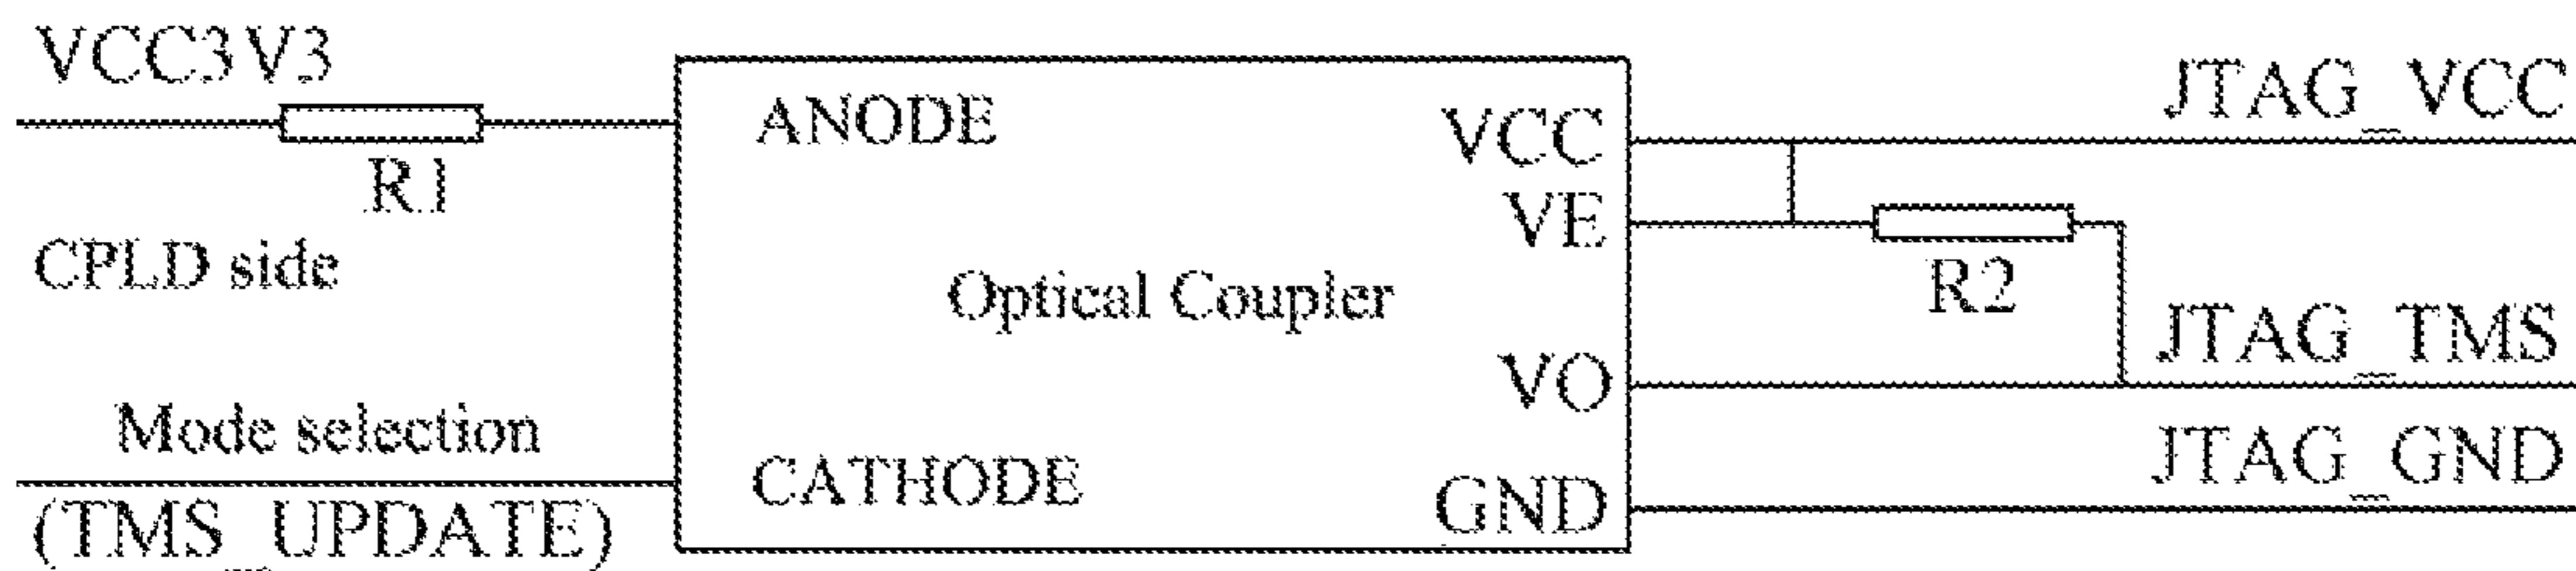 VCC3V3
R1
CPLD side
Mode selection
(TMS_UPDATE)
ANODE
CATHODE
Optical Coupler
VCC
VE
VO
GND
R2
JTAG_VCC
JTAG_TMS
JTAG_GND